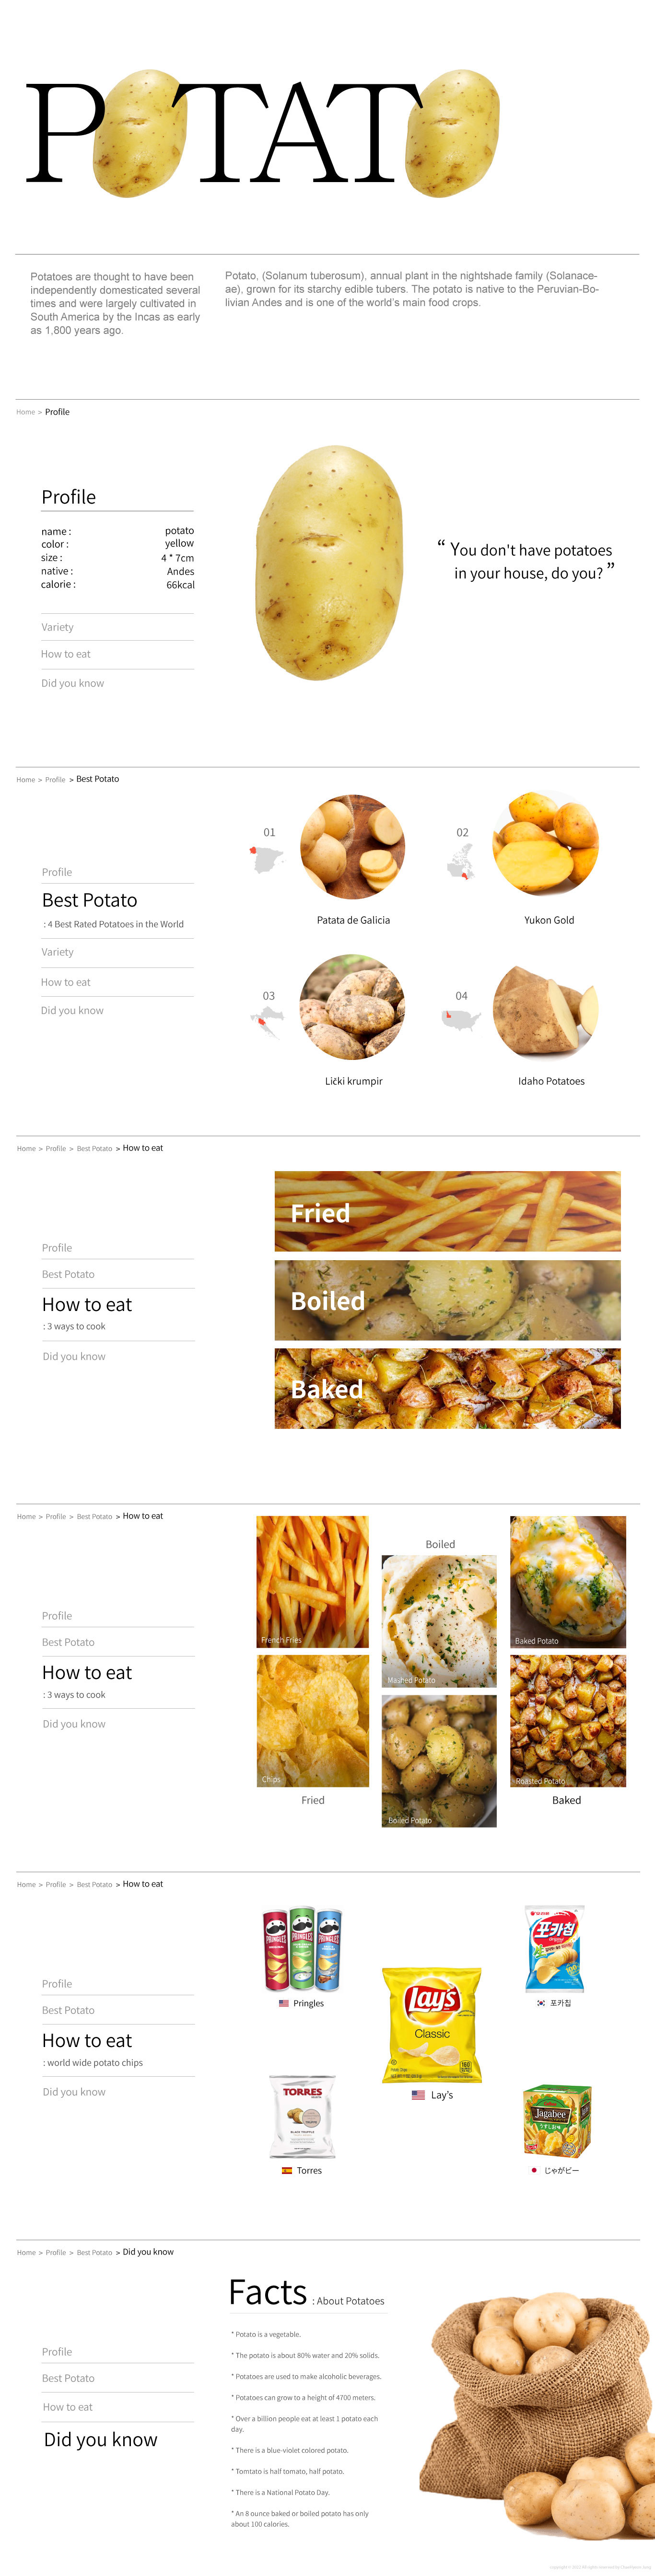 POTATO
Potatoes are thought to have been
independently domesticated several
times and were largely cultivated in
South America by the Incas as early
as 1,800 years ago.
Potato, (Solanum tuberosum), annual plant in the nightshade family (Solanace-
ae), grown for its starchy edible tubers. The potato is native to the Peruvian-Bo-
livian Andes and is one of the world's main food crops.
Home > Profile
Profile
name : potato
color : yellow
size : 4 * 7cm
native : Andes
calorie : 66kcal
Variety
How to eat
Did you know
“ You don't have potatoes
in your house, do you? ”
Home > Profile > Best Potato
Profile
Best Potato
: 4 Best Rated Potatoes in the World
Variety
How to eat
Did you know
01
Patata de Galicia
02
Yukon Gold
03
Lički krumpir
04
Idaho Potatoes
Home > Profile > Best Potato > How to eat
Profile
Best Potato
How to eat
: 3 ways to cook
Did you know
Fried
Boiled
Baked
Home > Profile > Best Potato > How to eat
Profile
Best Potato
How to eat
: 3 ways to cook
Did you know
French Fries
Chips
Fried
Boiled
Mashed Potato
Boiled Potato
Baked Potato
Roasted Potato
Baked
Home > Profile > Best Potato > How to eat
Profile
Best Potato
How to eat
: world wide potato chips
Did you know
PRINGLES
PRINGLES
PRINGLES
Pringles
Lay's
Classic
Lay's
포카칩
포카칩
TORRES
Torres
Jagabee
じゃがビー
Home > Profile > Best Potato > Did you know
Profile
Best Potato
How to eat
Did you know
Facts : About Potatoes
* Potato is a vegetable.
* The potato is about 80% water and 20% solids.
* Potatoes are used to make alcoholic beverages.
* Potatoes can grow to a height of 4700 meters.
* Over a billion people eat at least 1 potato each
day.
* There is a blue-violet colored potato.
* Tomtato is half tomato, half potato.
* There is a National Potato Day.
* An 8 ounce baked or boiled potato has only
about 100 calories.